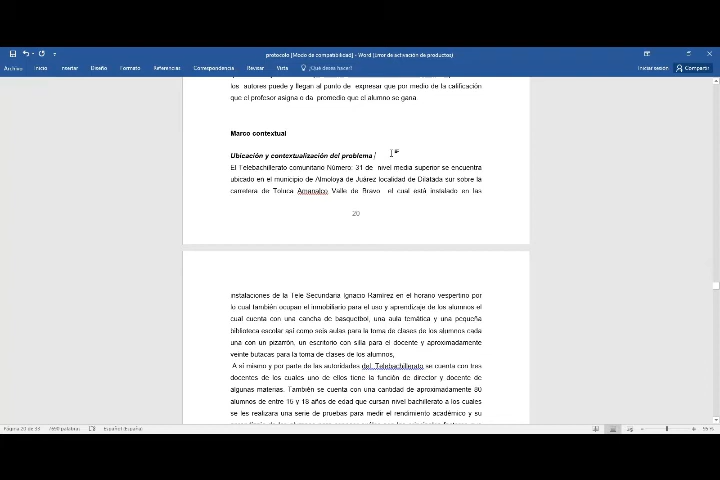 protocolo [Modo de compatibilidad] - Word (Error de activación de productos)
Archivo Inicio Insertar Diseño Formato Referencias Correspondencia Revisar Vista ¿Qué desea hacer? Iniciar sesión Compartir
los autores puede y llegan al punto de expresar que por medio de la calificación
que el profesor asigna o da promedio que el alumno se gana
Marco contextual
Ubicación y contextualización del problema
El Telebachillerato comunitario Número: 31 de nivel media superior se encuentra
ubicado en el municipio de Almoloya de Juárez localidad de Dilatada sur sobre la
carretera de Toluca Amanalco Valle de Bravo el cual está instalado en las
20
instalaciones de la Tele Secundaria Ignacio Ramírez en el horario vespertino por
lo cual también ocupan el inmobiliario para el uso y aprendizaje de los alumnos el
cual cuenta con una cancha de basquetbol, una aula temática y una pequeña
biblioteca escolar así como seis aulas para la toma de clases de los alumnos cada
una con un pizarrón, un escritorio con silla para el docente y aproximadamente
veinte butacas para la toma de clases de los alumnos,
A sí mismo y por parte de las autoridades del Telebachillerato se cuenta con tres
docentes de los cuales uno de ellos tiene la función de director y docente de
algunas materias. También se cuenta con una cantidad de aproximadamente 80
alumnos de entre 15 y 18 años de edad que cursan nivel bachillerato a los cuales
se les realizara una serie de pruebas para medir el rendimiento académico y su
Página 20 de 33 7690 palabras Español (España)